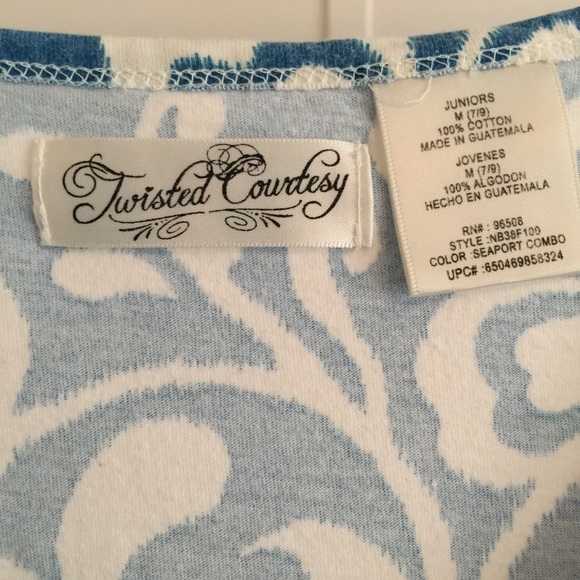 Twisted Courtesy
JUNIORS
M (7/9)
100% COTTON
MADE IN GUATEMALA
JOVENES
M (7/9)
100% ALGODON
HECHO EN GUATEMALA
RN# : 96508
STYLE :NB38F100
COLOR :SEAPORT COMBO
UPC# :650469858324